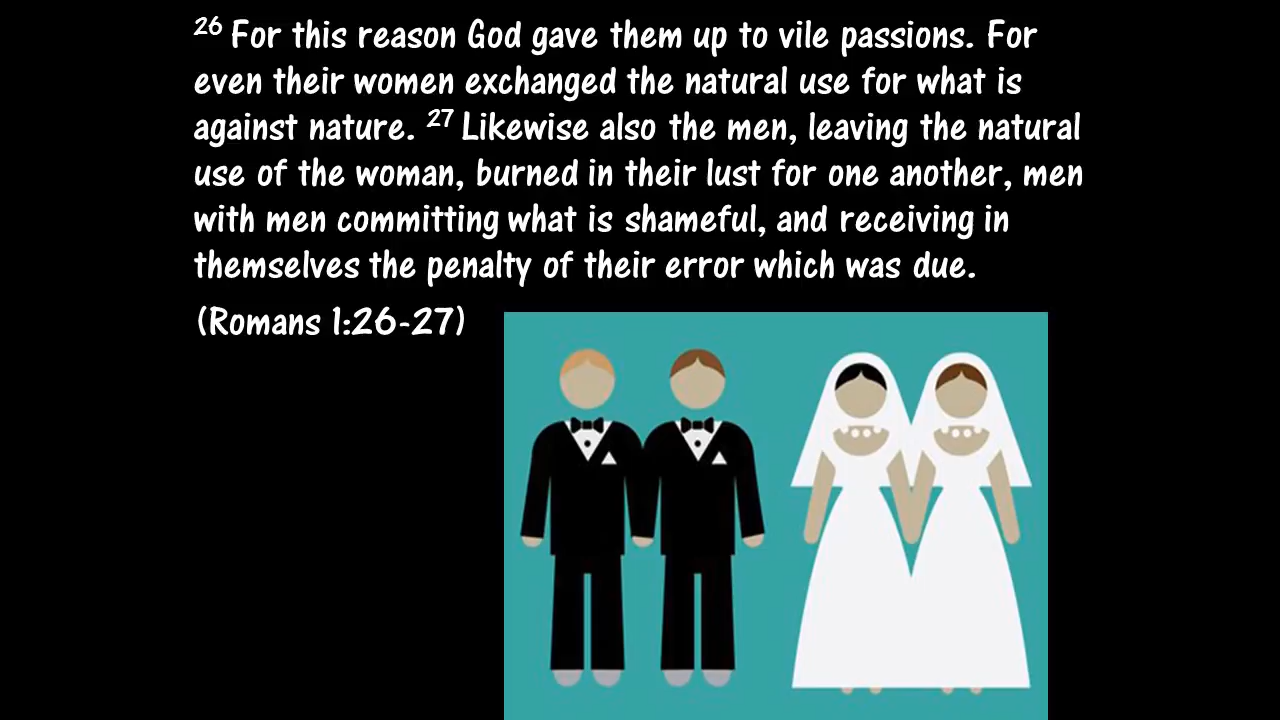 26 For this reason God gave them up to vile passions. For
even their women exchanged the natural use for what is
against nature. 27 Likewise also the men, leaving the natural
use of the woman, burned in their lust for one another, men
with men committing what is shameful, and receiving in
themselves the penalty of their error which was due.
(Romans 1:26-27)